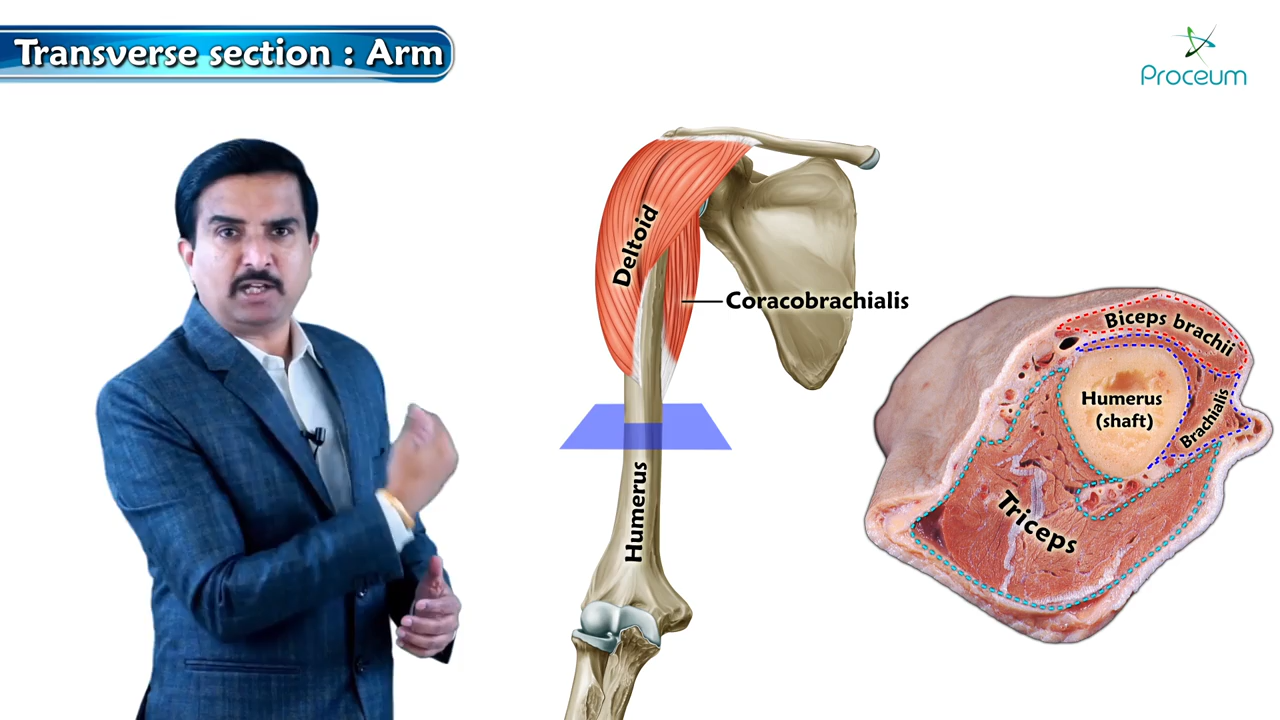 Transverse section : Arm
Proceum
Deltoid
Coracobrachialis
Humerus
Biceps brachii
Humerus
(shaft)
Brachialis
Triceps